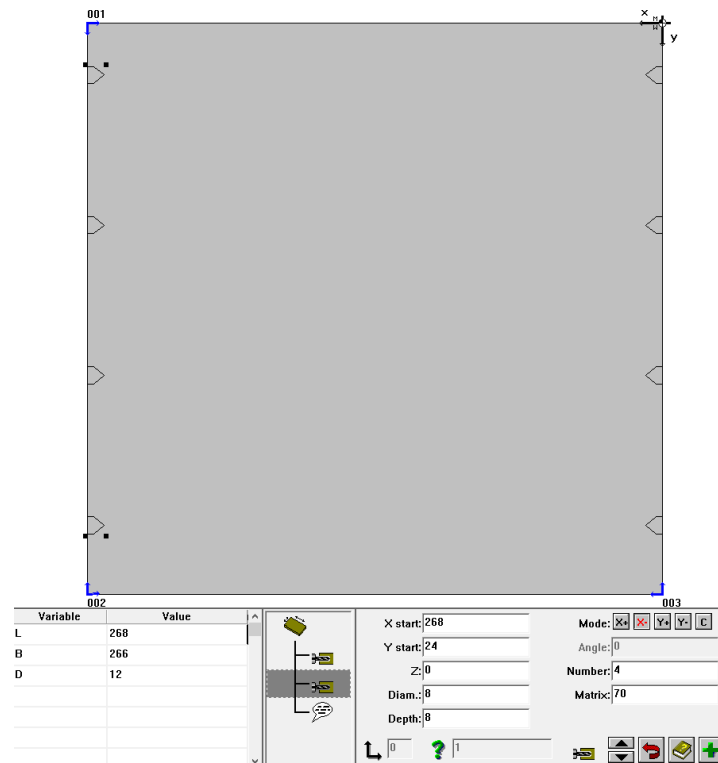 001
x M
W
y
002
003
Variable Value
L 268
B 266
D 12
X start: 268
Y start: 24
Z: 0
Diam.: 8
Depth: 8
0 ? 1
Mode: X+ X- Y+ Y- C
Angle: 0
Number: 4
Matrix: 70